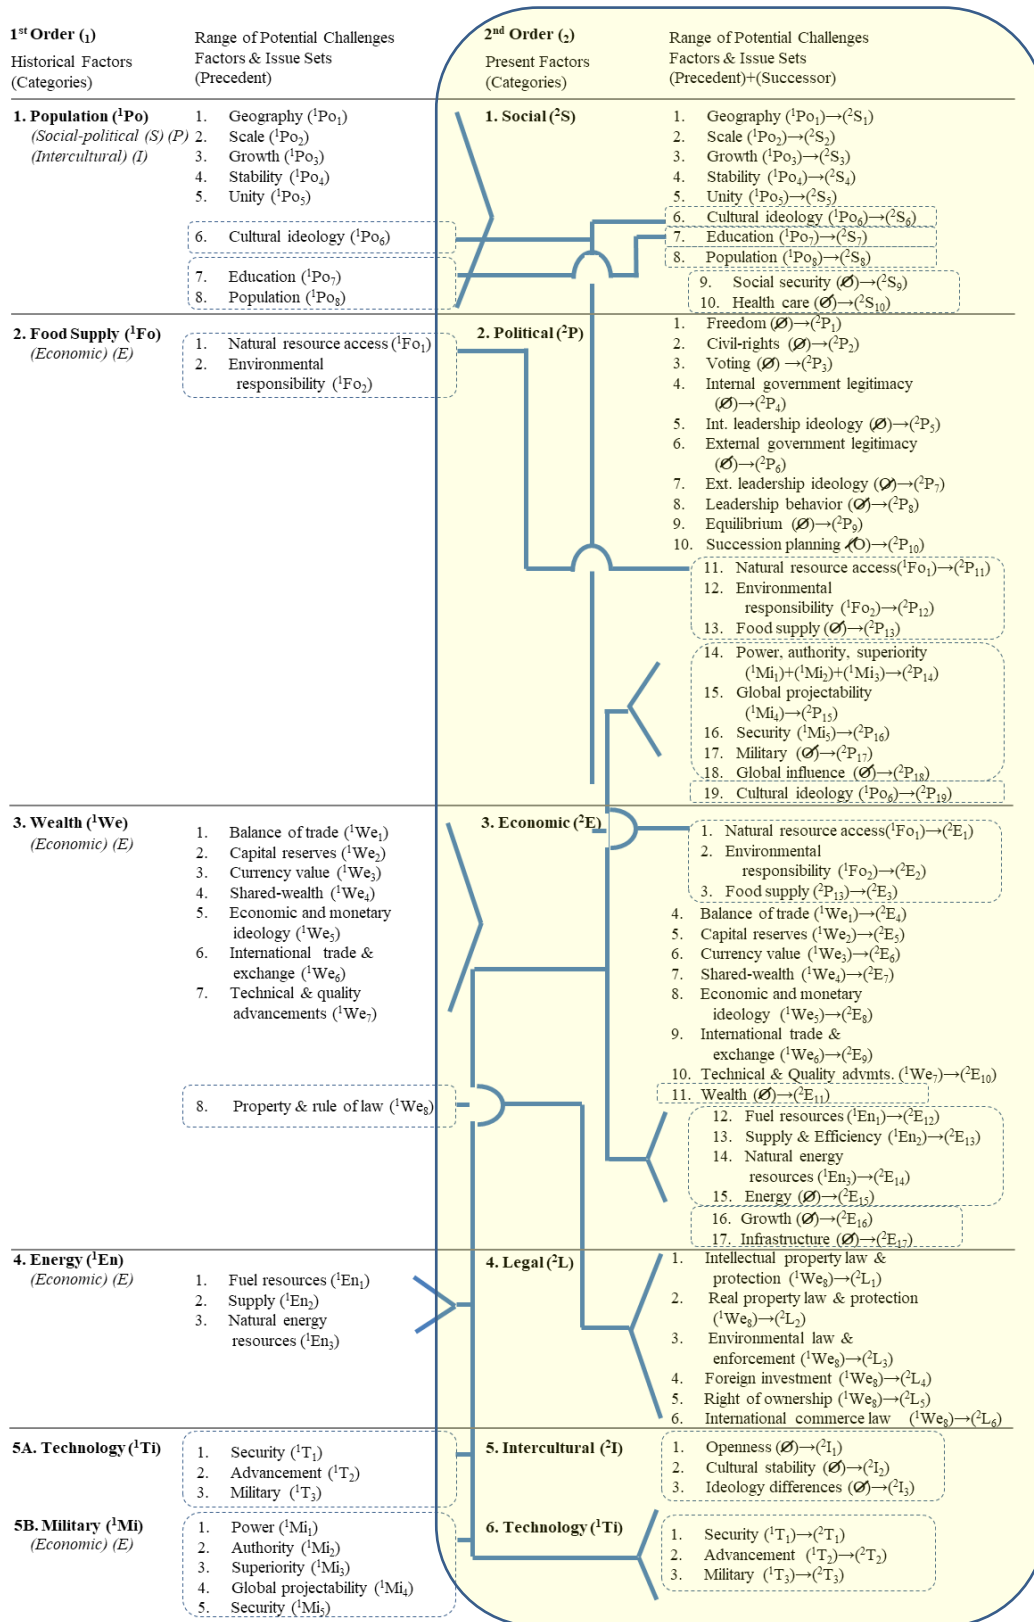 1st Order (1)
Historical Factors
(Categories)
Range of Potential Challenges
Factors & Issue Sets
(Precedent)
2nd Order (2)
Present Factors
(Categories)
Range of Potential Challenges
Factors & Issue Sets
(Precedent)+(Successor)
1. Population (¹Po)
(Social-political (S) (P)
(Intercultural) (I)
1. Geography (¹Po₁)
2. Scale (¹Po₂)
3. Growth (¹Po₃)
4. Stability (¹Po₄)
5. Unity (¹Po₅)
6. Cultural ideology (¹Po₆)
7. Education (¹Po₇)
8. Population (¹Po₈)
1. Social (²S)
1. Geography (¹Po₁)→(²S₁)
2. Scale (¹Po₂)→(²S₂)
3. Growth (¹Po₃)→(²S₃)
4. Stability (¹Po₄)→(²S₄)
5. Unity (¹Po₅)→(²S₅)
6. Cultural ideology (¹Po₆)→(²S₆)
7. Education (¹Po₇)→(²S₇)
8. Population (¹Po₈)→(²S₈)
9. Social security (Ø)→(²S₉)
10. Health care (Ø)→(²S₁₀)
2. Food Supply (¹Fo)
(Economic) (E)
1. Natural resource access (¹Fo₁)
2. Environmental
responsibility (¹Fo₂)
2. Political (²P)
1. Freedom (Ø)→(²P₁)
2. Civil-rights (Ø)→(²P₂)
3. Voting (Ø) →(²P₃)
4. Internal government legitimacy
(Ø)→(²P₄)
5. Int. leadership ideology (Ø)→(²P₅)
6. External government legitimacy
(Ø)→(²P₆)
7. Ext. leadership ideology (Ø)→(²P₇)
8. Leadership behavior (Ø)→(²P₈)
9. Equilibrium (Ø)→(²P₉)
10. Succession planning (O)→(²P₁₀)
11. Natural resource access(¹Fo₁)→(²P₁₁)
12. Environmental
responsibility (¹Fo₂)→(²P₁₂)
13. Food supply (Ø)→(²P₁₃)
14. Power, authority, superiority
(¹Mi₁)+(¹Mi₂)+(¹Mi₃)→(²P₁₄)
15. Global projectability
(¹Mi₄)→(²P₁₅)
16. Security (¹Mi₅)→(²P₁₆)
17. Military (Ø)→(²P₁₇)
18. Global influence (Ø)→(²P₁₈)
19. Cultural ideology (¹Po₆)→(²P₁₉)
3. Wealth (¹We)
(Economic) (E)
1. Balance of trade (¹We₁)
2. Capital reserves (¹We₂)
3. Currency value (¹We₃)
4. Shared-wealth (¹We₄)
5. Economic and monetary
ideology (¹We₅)
6. International trade &
exchange (¹We₆)
7. Technical & quality
advancements (¹We₇)
8. Property & rule of law (¹We₈)
3. Economic (²E)
1. Natural resource access(¹Fo₁)→(²E₁)
2. Environmental
responsibility (¹Fo₂)→(²E₂)
3. Food supply (²P₁₃)→(²E₃)
4. Balance of trade (¹We₁)→(²E₄)
5. Capital reserves (¹We₂)→(²E₅)
6. Currency value (¹We₃)→(²E₆)
7. Shared-wealth (¹We₄)→(²E₇)
8. Economic and monetary
ideology (¹We₅)→(²E₈)
9. International trade &
exchange (¹We₆)→(²E₉)
10. Technical & Quality advmts. (¹We₇)→(²E₁₀)
11. Wealth (Ø)→(²E₁₁)
12. Fuel resources (¹En₁)→(²E₁₂)
13. Supply & Efficiency (¹En₂)→(²E₁₃)
14. Natural energy
resources (¹En₃)→(²E₁₄)
15. Energy (Ø)→(²E₁₅)
16. Growth (Ø)→(²E₁₆)
17. Infrastructure (Ø)→(²E₁₇)
4. Energy (¹En)
(Economic) (E)
1. Fuel resources (¹En₁)
2. Supply (¹En₂)
3. Natural energy
resources (¹En₃)
4. Legal (²L)
1. Intellectual property law &
protection (¹We₈)→(²L₁)
2. Real property law & protection
(¹We₈)→(²L₂)
3. Environmental law &
enforcement (¹We₈)→(²L₃)
4. Foreign investment (¹We₈)→(²L₄)
5. Right of ownership (¹We₈)→(²L₅)
6. International commerce law (¹We₈)→(²L₆)
5A. Technology (¹Ti)
1. Security (¹T₁)
2. Advancement (¹T₂)
3. Military (¹T₃)
5. Intercultural (²I)
1. Openness (Ø)→(²I₁)
2. Cultural stability (Ø)→(²I₂)
3. Ideology differences (Ø)→(²I₃)
5B. Military (¹Mi)
(Economic) (E)
1. Power (¹Mi₁)
2. Authority (¹Mi₂)
3. Superiority (¹Mi₃)
4. Global projectability (¹Mi₄)
5. Security (¹Mi₅)
6. Technology (¹Ti)
1. Security (¹T₁)→(²T₁)
2. Advancement (¹T₂)→(²T₂)
3. Military (¹T₃)→(²T₃)